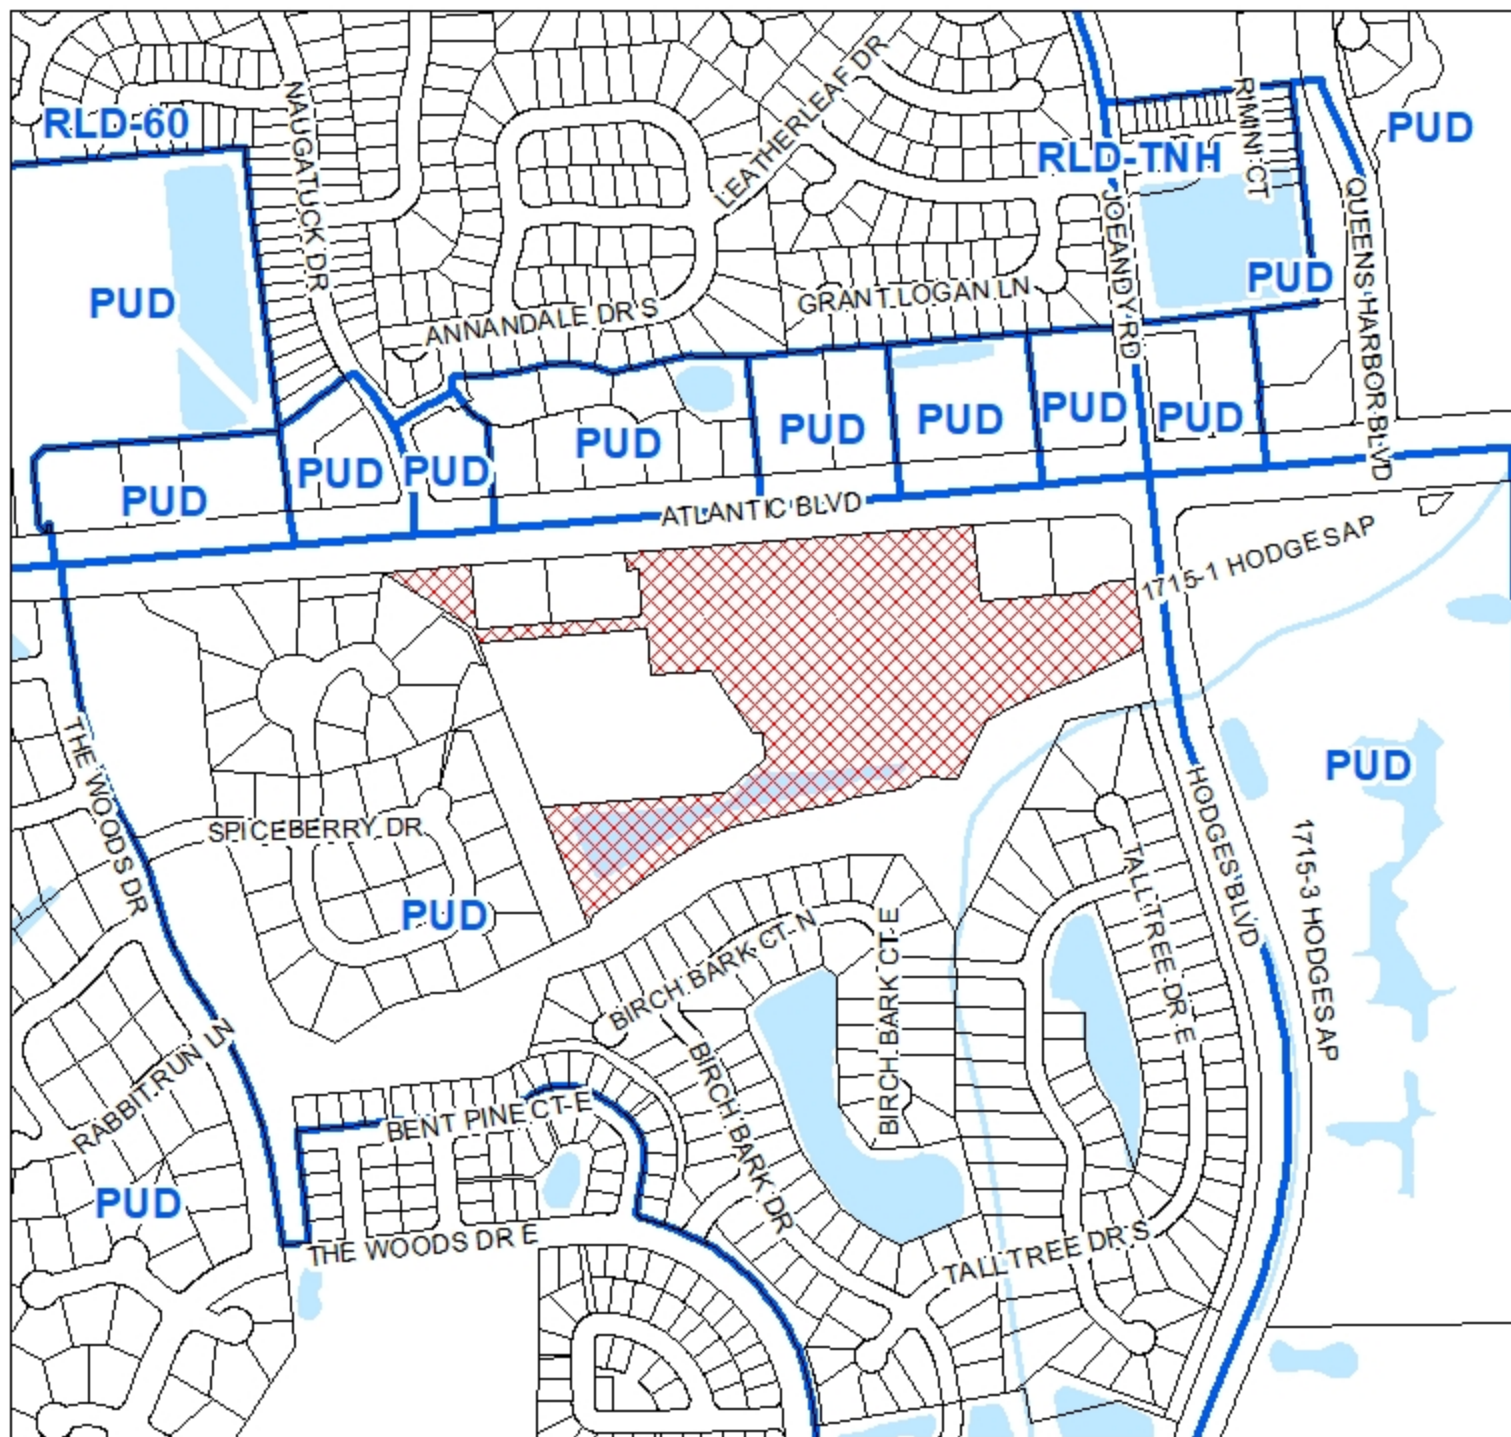 NAUGATUCK DR
LEATHERLEAF DR
RIMINI CT
RLD-60
PUD
RLD-TNH
JOEANDY RD
QUEENS HARBOR BLVD
PUD
PUD
GRANT LOGAN LN
ANNANDALE DR S
PUD
PUD
PUD
PUD
PUD
PUD
PUD
PUD
ATLANTIC BLVD
1715-1 HODGES AP
THE WOODS DR
PUD
HODGES BLVD
1715-3 HODGES AP
SPICEBERRY DR
TALL TREE DR E
PUD
BIRCH BARK CT N
BIRCH BARK CT E
RABBIT RUN LN
BIRCH BARK DR
BENT PINE CT E
PUD
THE WOODS DR E
TALL TREE DR S